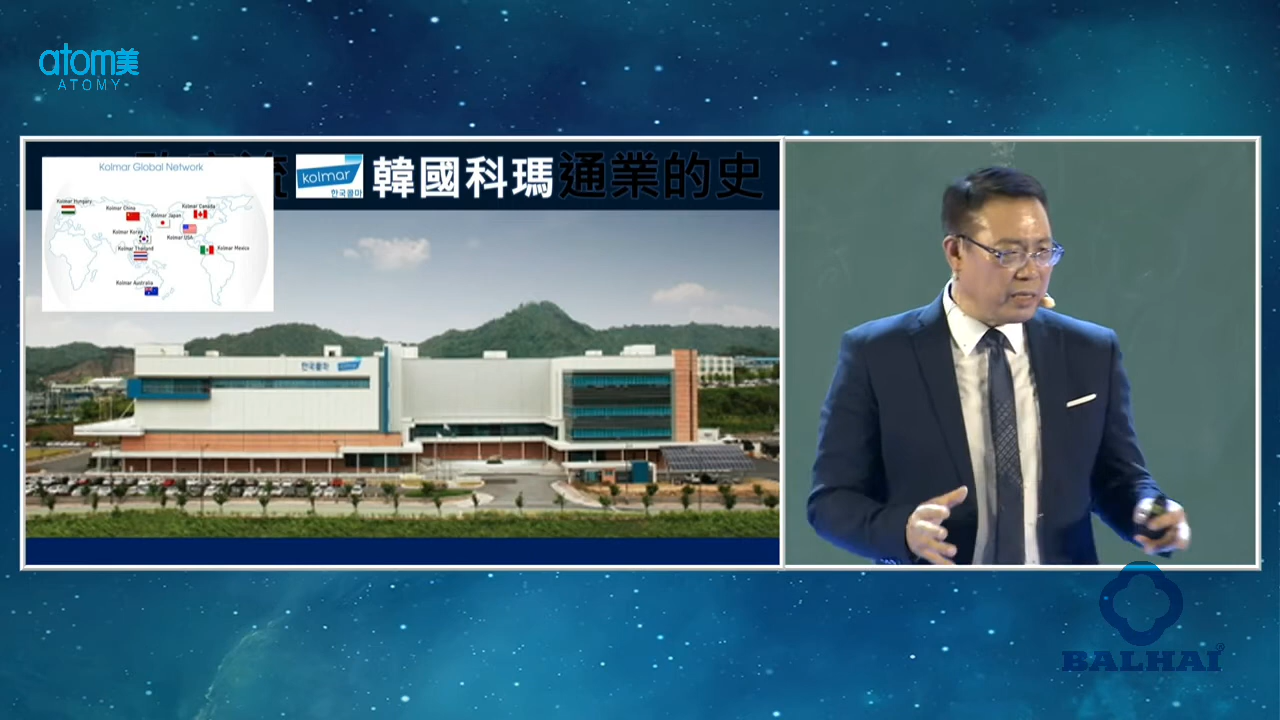 atom美
ATOMY
Kolmar Global Network
Kolmar Hungary
Kolmar China
Kolmar Japan
Kolmar Canada
Kolmar Korea
Kolmar USA
Kolmar Thailand
Kolmar Mexico
Kolmar Australia
流
kolmar
한국콜마
韓國科瑪通業的史
한국콜마
BALHAI